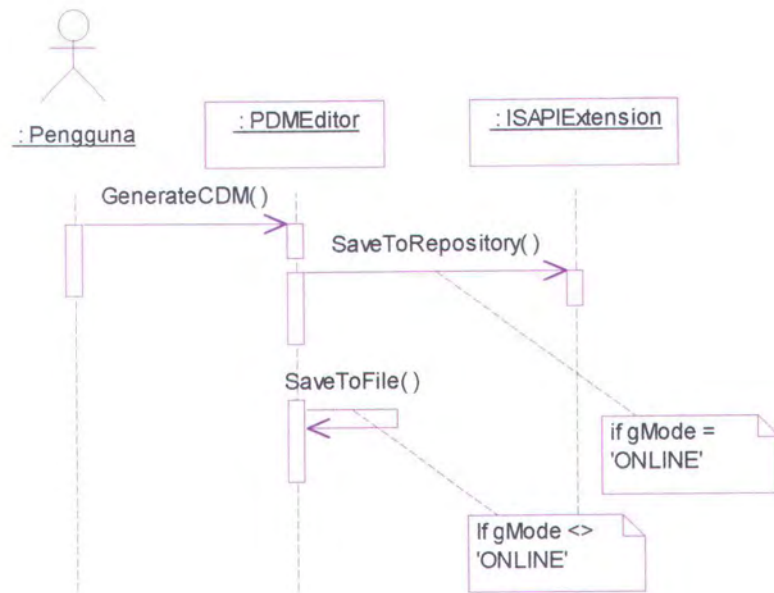 : Pengguna
: PDMEditor
: ISAPIExtension
GenerateCDM( )
SaveToRepository( )
SaveToFile( )
if gMode =
'ONLINE'
If gMode <>
'ONLINE'